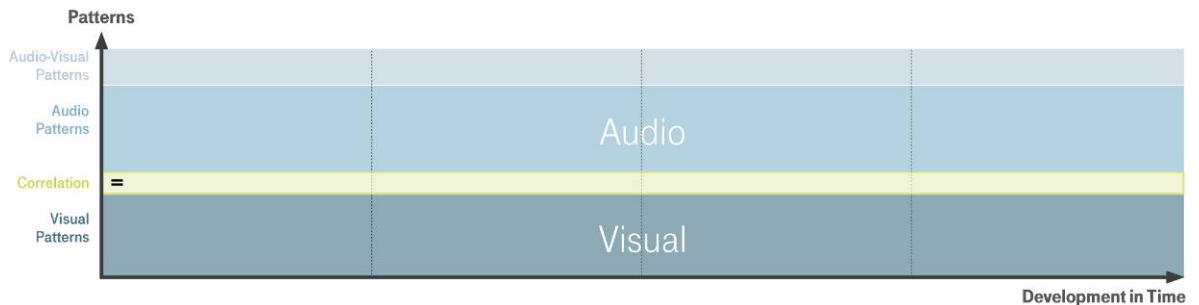 Patterns
Audio-Visual
Patterns
Audio
Patterns
Audio
Correlation
=
Visual
Patterns
Visual
Development in Time